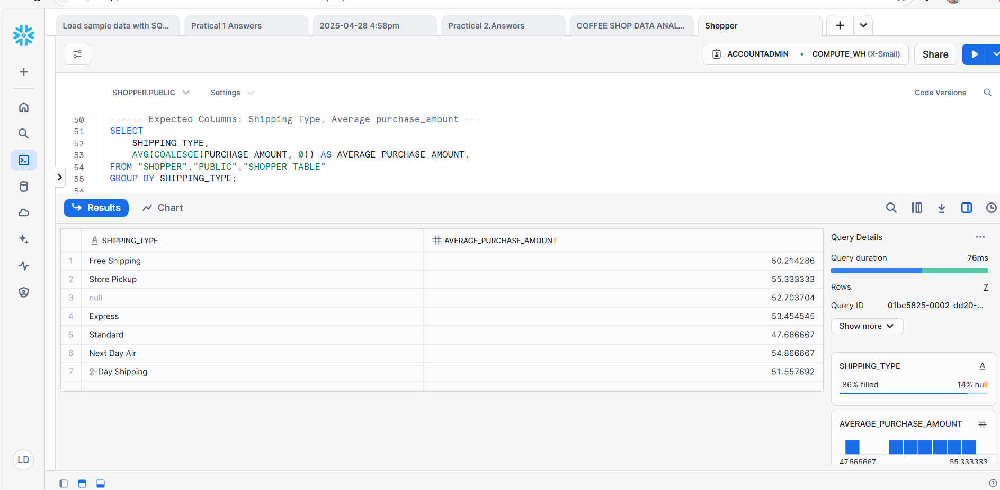 Load sample data with SQ...
Pratical 1 Answers
2025-04-28 4:58pm
Practical 2.Answers
COFFEE SHOP DATA ANAL...
Shopper
ACCOUNTADMIN
COMPUTE_WH (X-Small)
Share
SHOPPER.PUBLIC
Settings
Code Versions
50 -------Expected Columns: Shipping Type, Average purchase_amount ---
51 SELECT
52 SHIPPING_TYPE,
53 AVG(COALESCE(PURCHASE_AMOUNT, 0)) AS AVERAGE_PURCHASE_AMOUNT,
54 FROM "SHOPPER"."PUBLIC"."SHOPPER_TABLE"
55 GROUP BY SHIPPING_TYPE;
56
Results
Chart
SHIPPING_TYPE AVERAGE_PURCHASE_AMOUNT
1 Free Shipping 50.214286
2 Store Pickup 55.333333
3 null 52.703704
4 Express 53.454545
5 Standard 47.666667
6 Next Day Air 54.866667
7 2-Day Shipping 51.557692
Query Details
Query duration 76ms
Rows 7
Query ID 01bc5825-0002-dd20-...
Show more
SHIPPING_TYPE
86% filled 14% null
AVERAGE_PURCHASE_AMOUNT
47.666667 55.333333
LD